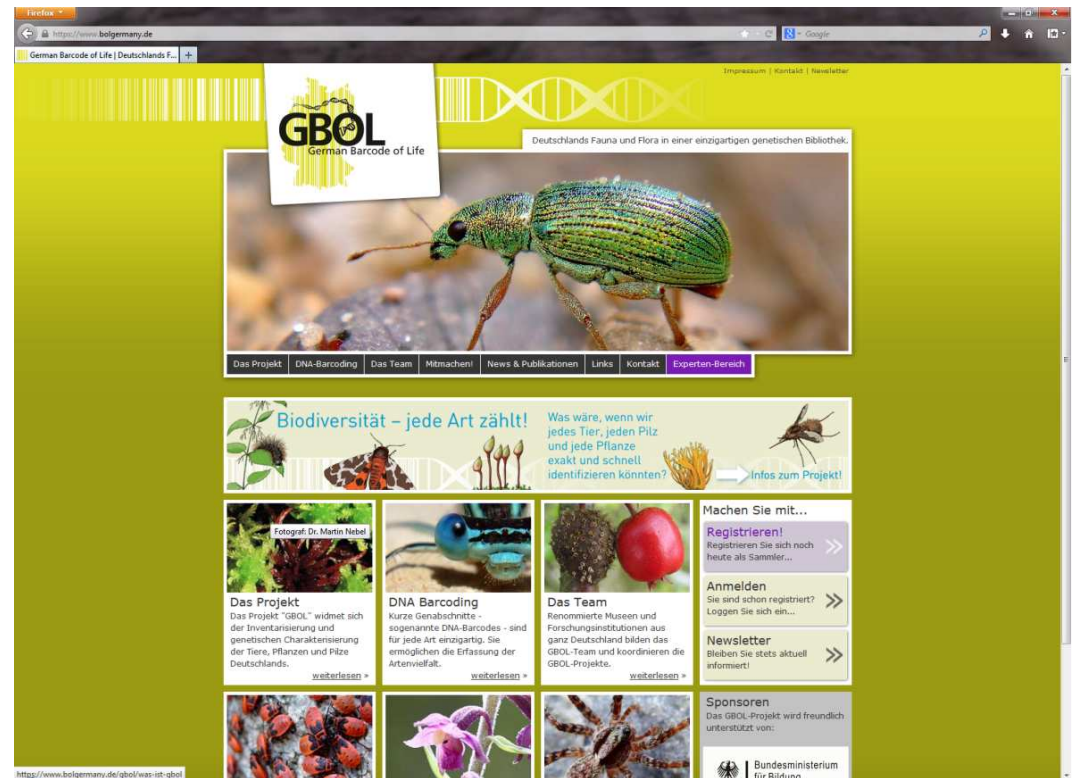 Firefox
https://www.bolgermany.de
Google
German Barcode of Life | Deutschlands F...
Impressum | Kontakt | Newsletter
GBOL
German Barcode of Life
Deutschlands Fauna und Flora in einer einzigartigen genetischen Bibliothek.
Das Projekt DNA-Barcoding Das Team Mitmachen! News & Publikationen Links Kontakt Experten-Bereich
Biodiversität – jede Art zählt!
Was wäre, wenn wir
jedes Tier, jeden Pilz
und jede Pflanze
exakt und schnell
identifizieren könnten?
Infos zum Projekt!
Fotograf: Dr. Martin Nebel
Das Projekt
Das Projekt "GBOL" widmet sich
der Inventarisierung und
genetischen Charakterisierung
der Tiere, Pflanzen und Pilze
Deutschlands.
weiterlesen »
DNA Barcoding
Kurze Genabschnitte -
sogenannte DNA-Barcodes - sind
für jede Art einzigartig. Sie
ermöglichen die Erfassung der
Artenvielfalt.
weiterlesen »
Das Team
Renommierte Museen und
Forschungsinstitutionen aus
ganz Deutschland bilden das
GBOL-Team und koordinieren die
GBOL-Projekte.
weiterlesen »
Machen Sie mit...
Registrieren!
Registrieren Sie sich noch
heute als Sammler...
Anmelden
Sie sind schon registriert?
Loggen Sie sich ein...
Newsletter
Bleiben Sie stets aktuell
informiert!
Sponsoren
Das GBOL-Projekt wird freundlich
unterstützt von:
Bundesministerium
für Bildung
https://www.bolgermany.de/gbol/was-ist-gbol